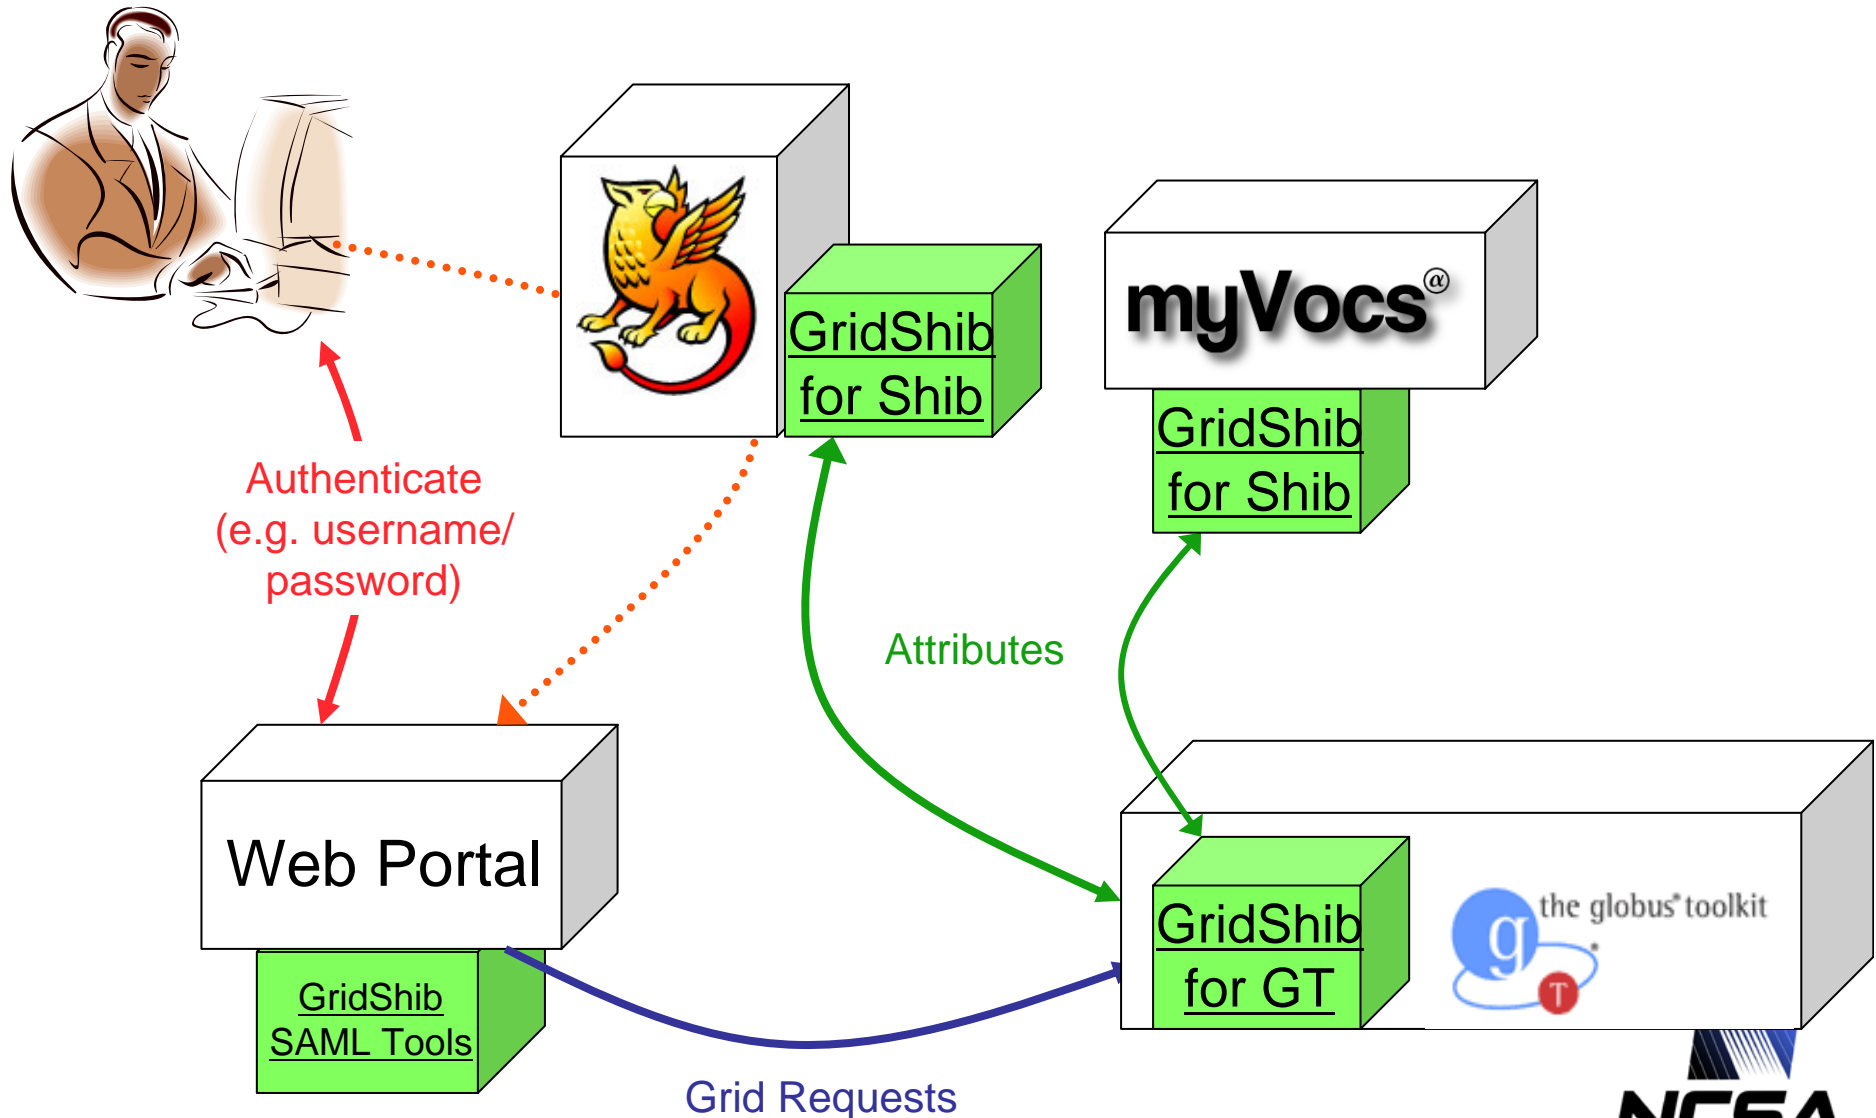 GridShib
for Shib
myVocs
α
GridShib
for Shib
Authenticate
(e.g. username/
password)
Attributes
Web Portal
GridShib
SAML Tools
GridShib
for GT
g
the globus® toolkit
®
T
Grid Requests
NCSA